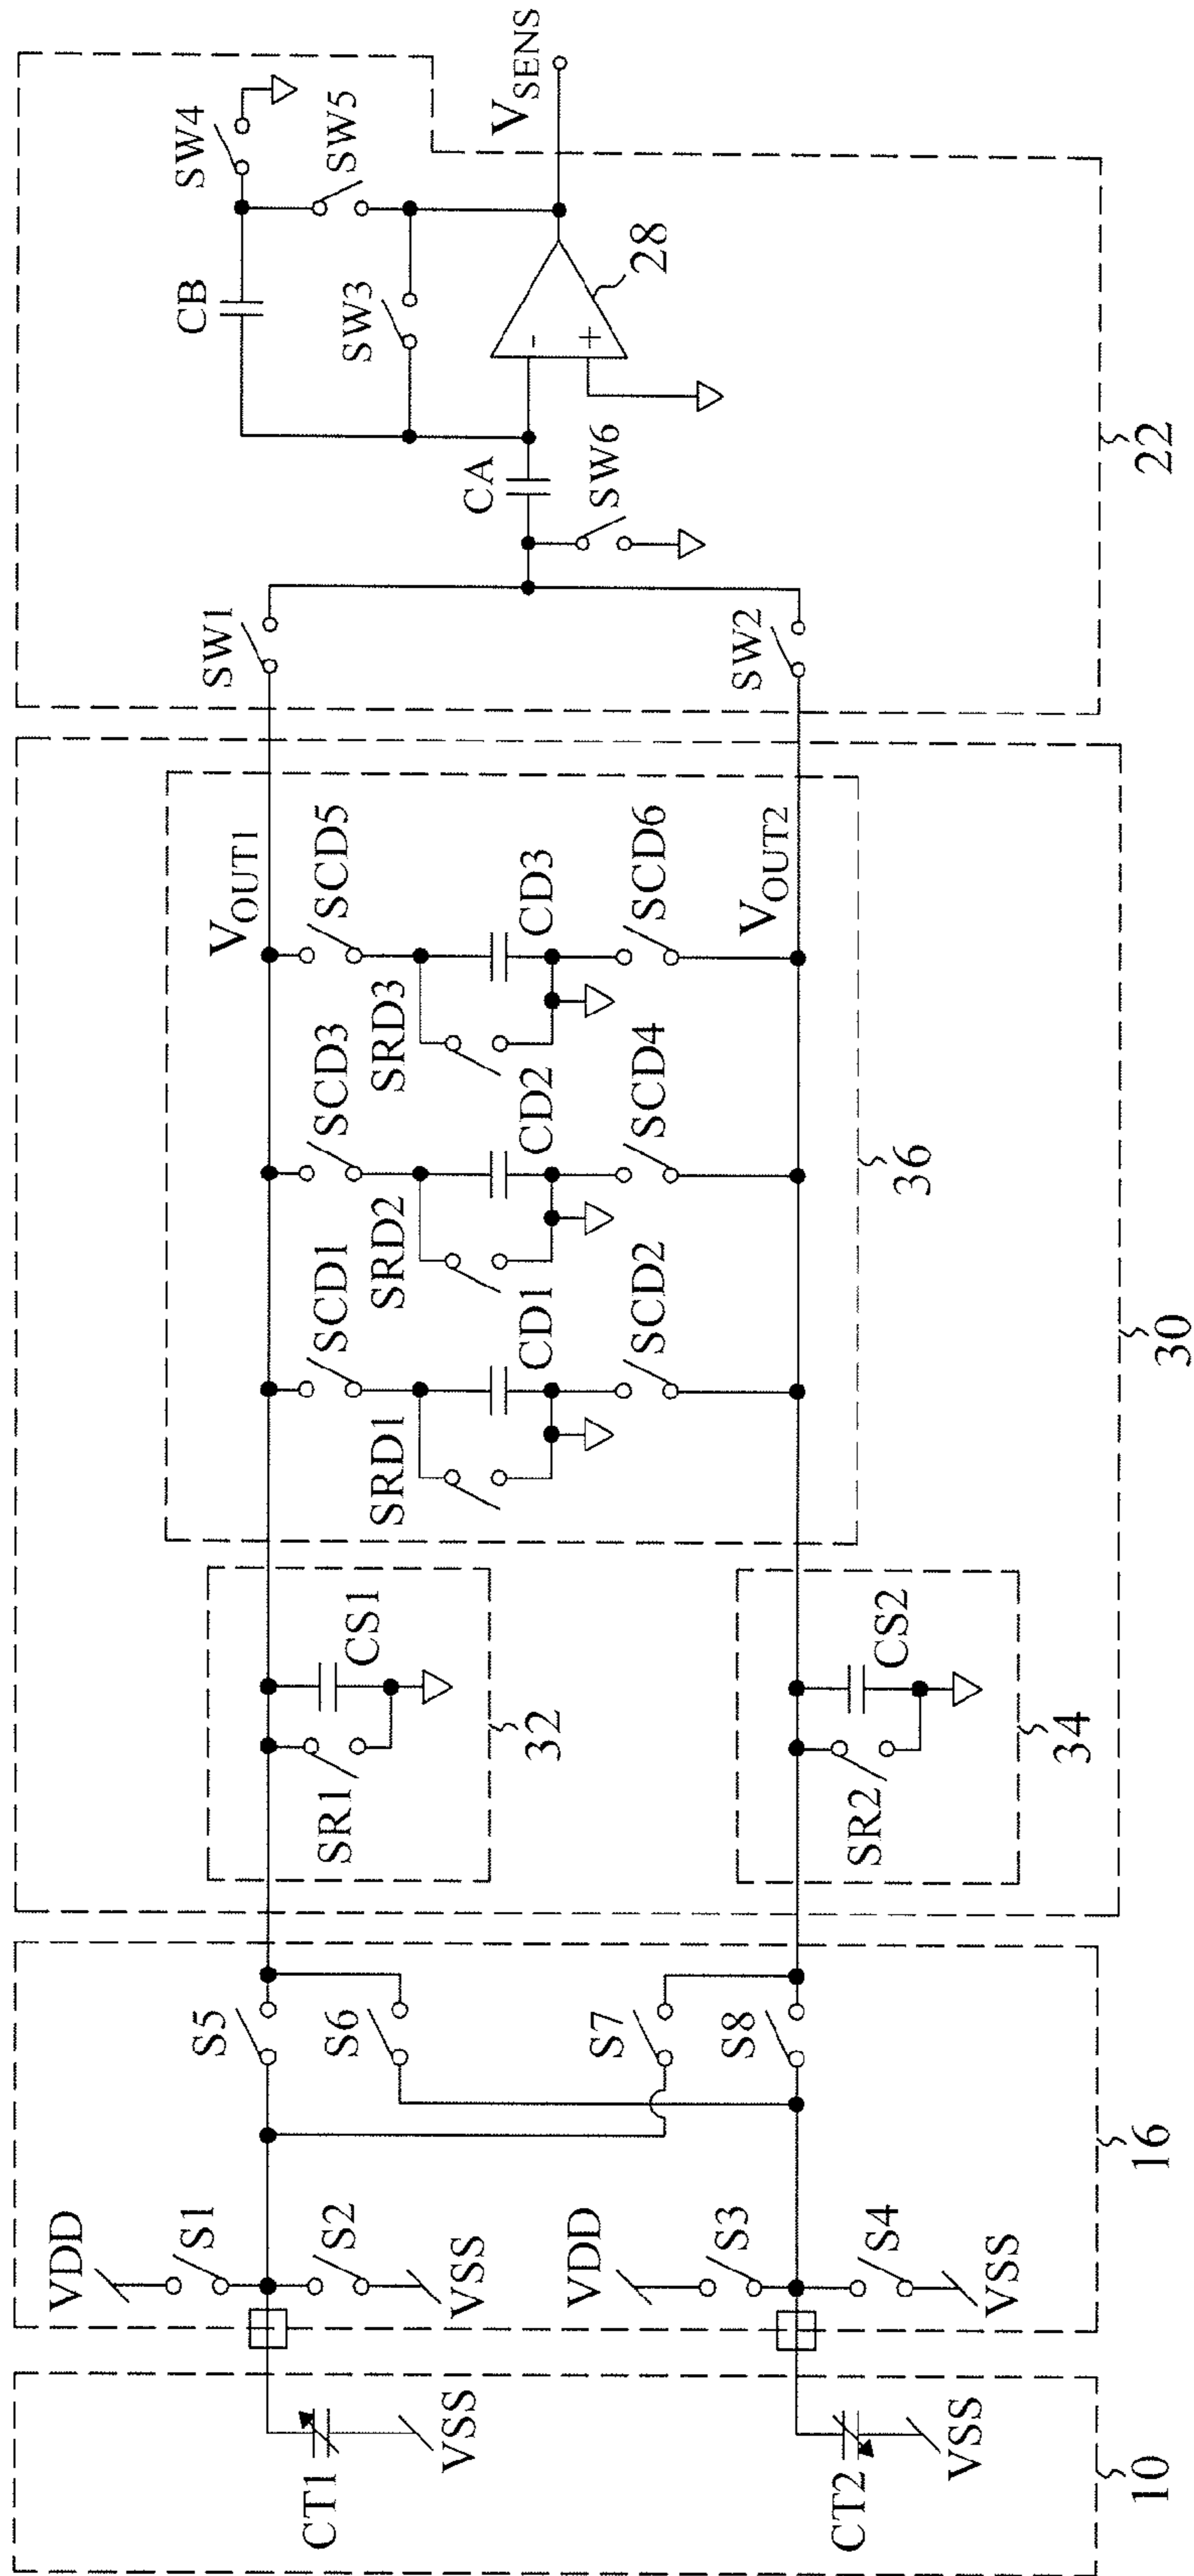 CT1
VSS
CT2
VSS
10
VDD
S1
S2
VSS
VDD
S3
S4
VSS
S5
S6
S7
S8
16
SR1
CS1
32
SR2
CS2
34
VOUT1
SCD1
SCD3
SCD5
SRD1
SRD2
SRD3
CD1
CD2
CD3
SCD2
SCD4
SCD6
VOUT2
36
30
SW1
SW2
CA
SW6
CB
SW3
SW4
SW5
-
+
28
VSENS
22